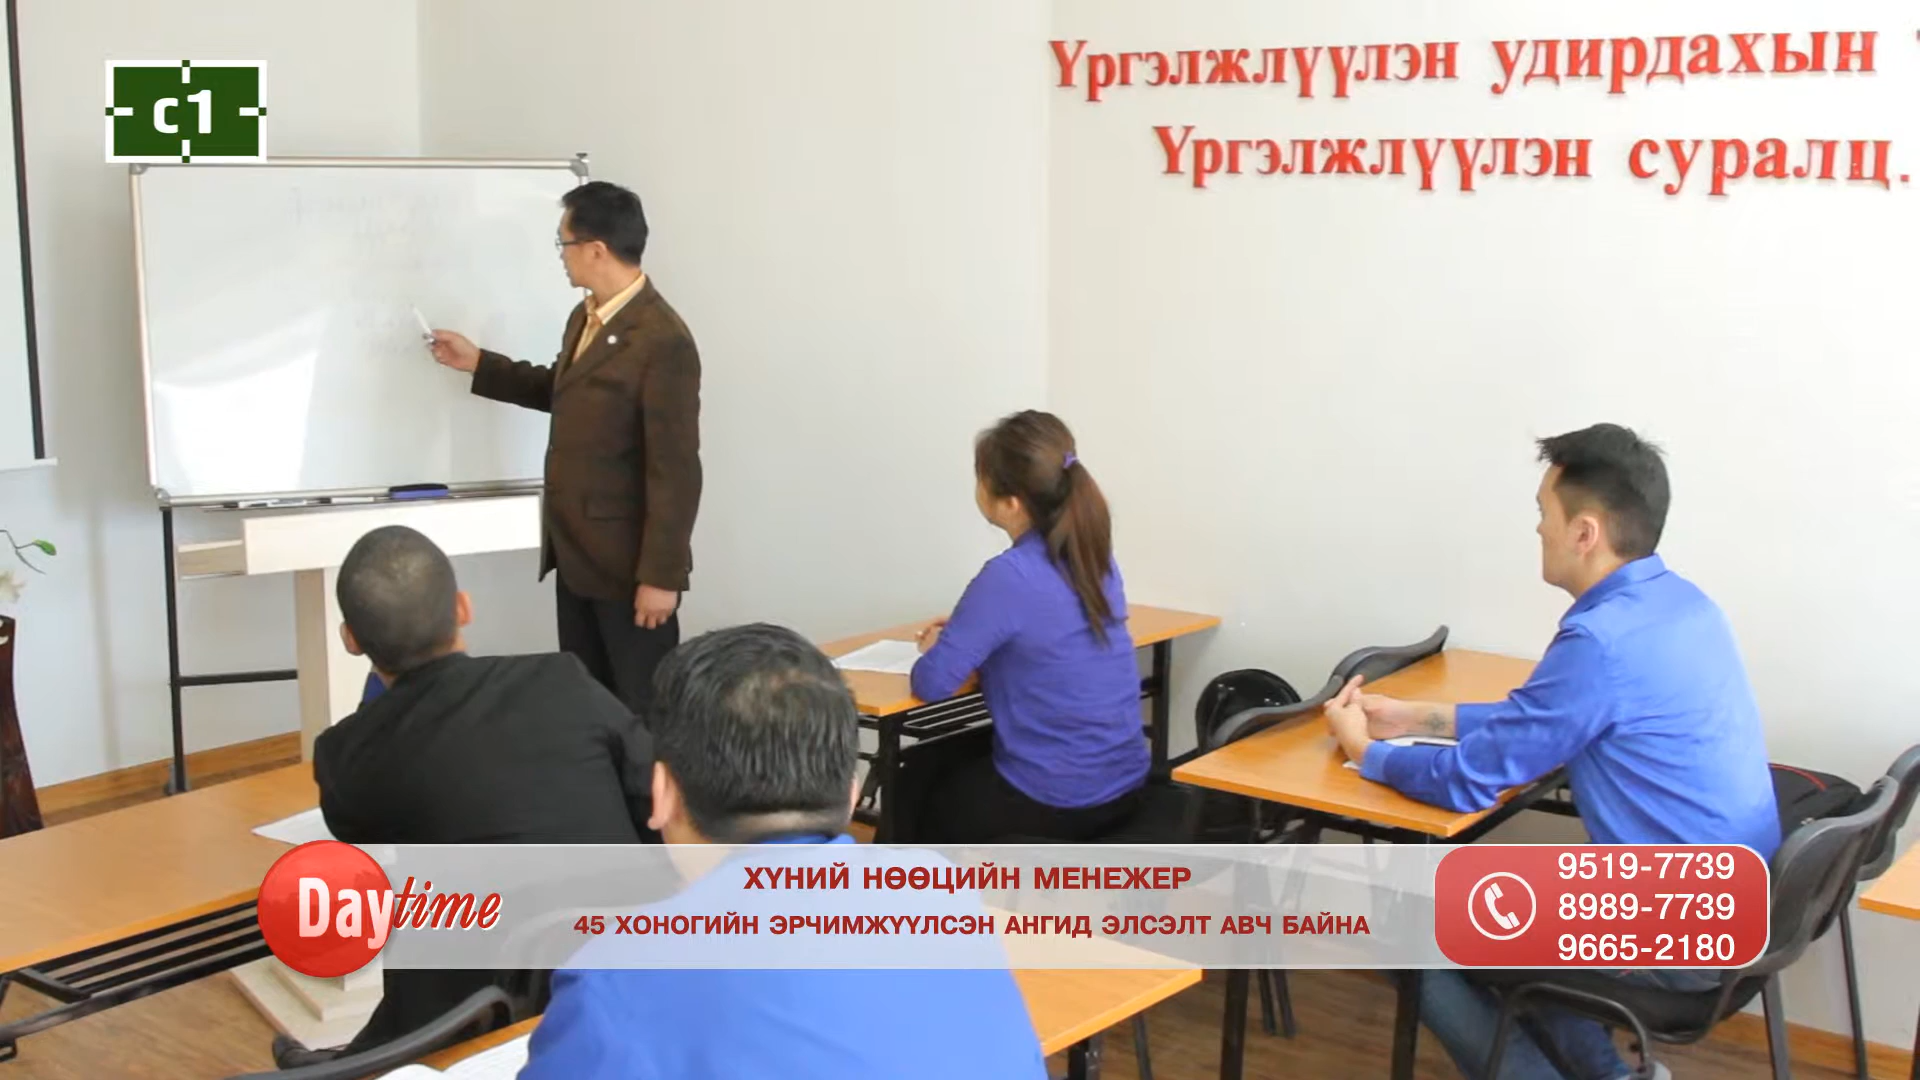 c1
Үргэлжлүүлэн удирдахын
Үргэлжлүүлэн суралц.
Daytime
ХҮНИЙ НӨӨЦИЙН МЕНЕЖЕР
45 ХОНОГИЙН ЭРЧИМЖҮҮЛСЭН АНГИД ЭЛСЭЛТ АВЧ БАЙНА
9519-7739
8989-7739
9665-2180